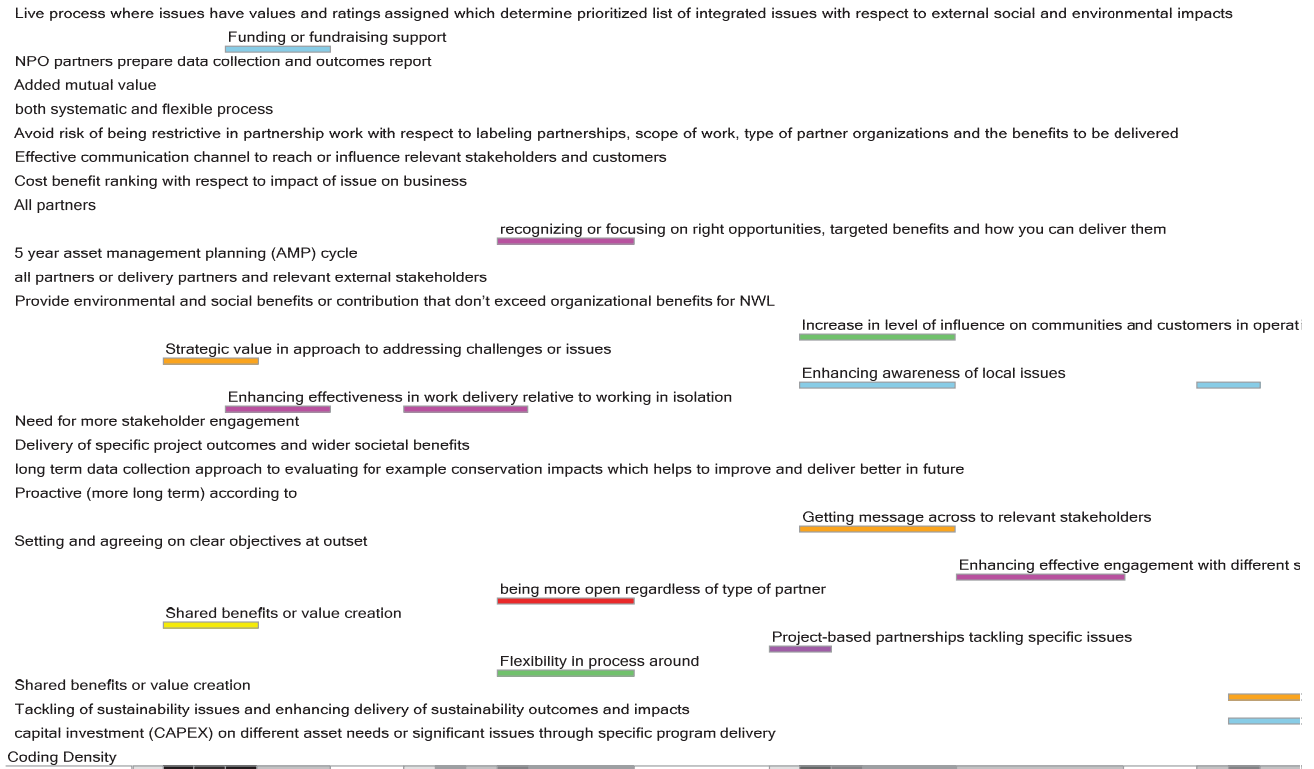 Live process where issues have values and ratings assigned which determine prioritized list of integrated issues with respect to external social and environmental impacts
Funding or fundraising support
NPO partners prepare data collection and outcomes report
Added mutual value
both systematic and flexible process
Avoid risk of being restrictive in partnership work with respect to labeling partnerships, scope of work, type of partner organizations and the benefits to be delivered
Effective communication channel to reach or influence relevant stakeholders and customers
Cost benefit ranking with respect to impact of issue on business
All partners
recognizing or focusing on right opportunities, targeted benefits and how you can deliver them
5 year asset management planning (AMP) cycle
all partners or delivery partners and relevant external stakeholders
Provide environmental and social benefits or contribution that don't exceed organizational benefits for NWL
Increase in level of influence on communities and customers in operati
Strategic value in approach to addressing challenges or issues
Enhancing awareness of local issues
Enhancing effectiveness in work delivery relative to working in isolation
Need for more stakeholder engagement
Delivery of specific project outcomes and wider societal benefits
long term data collection approach to evaluating for example conservation impacts which helps to improve and deliver better in future
Proactive (more long term) according to
Getting message across to relevant stakeholders
Setting and agreeing on clear objectives at outset
Enhancing effective engagement with different s
being more open regardless of type of partner
Shared benefits or value creation
Project-based partnerships tackling specific issues
Flexibility in process around
Shared benefits or value creation
Tackling of sustainability issues and enhancing delivery of sustainability outcomes and impacts
capital investment (CAPEX) on different asset needs or significant issues through specific program delivery
Coding Density